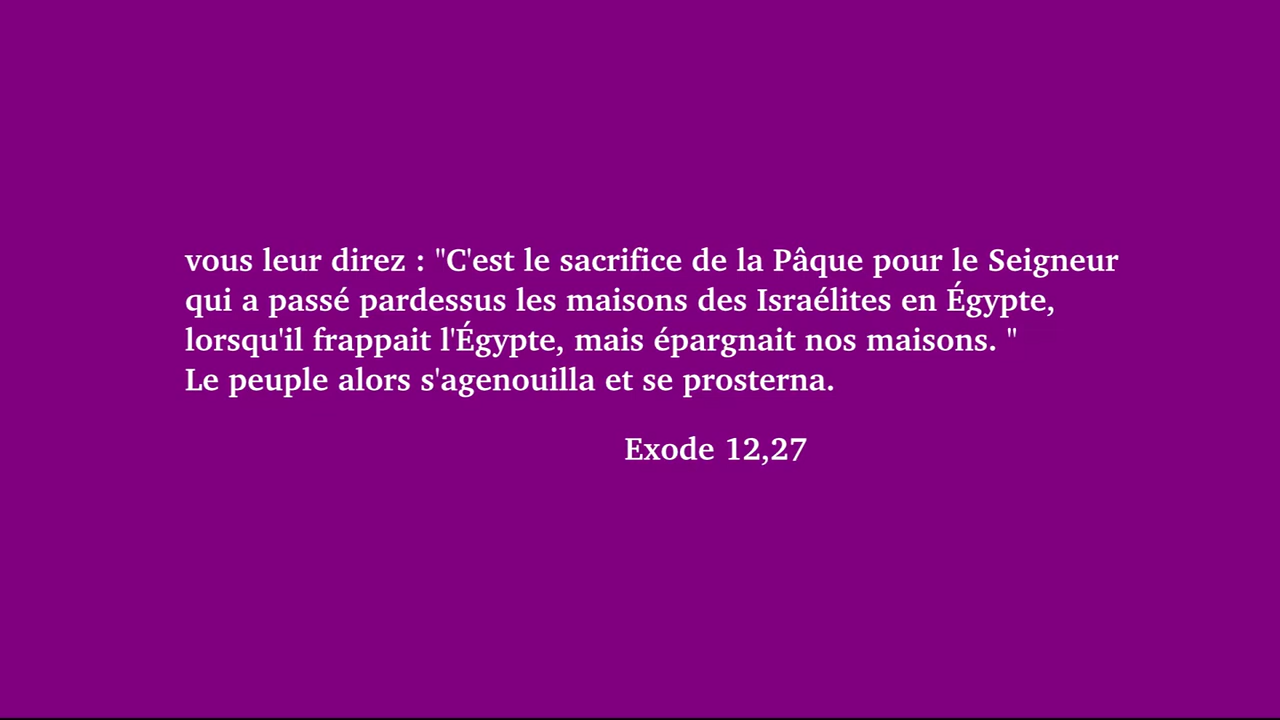 vous leur direz : "C'est le sacrifice de la Pâque pour le Seigneur
qui a passé pardessus les maisons des Israélites en Égypte,
lorsqu'il frappait l'Égypte, mais épargnait nos maisons. "
Le peuple alors s'agenouilla et se prosterna.
Exode 12,27